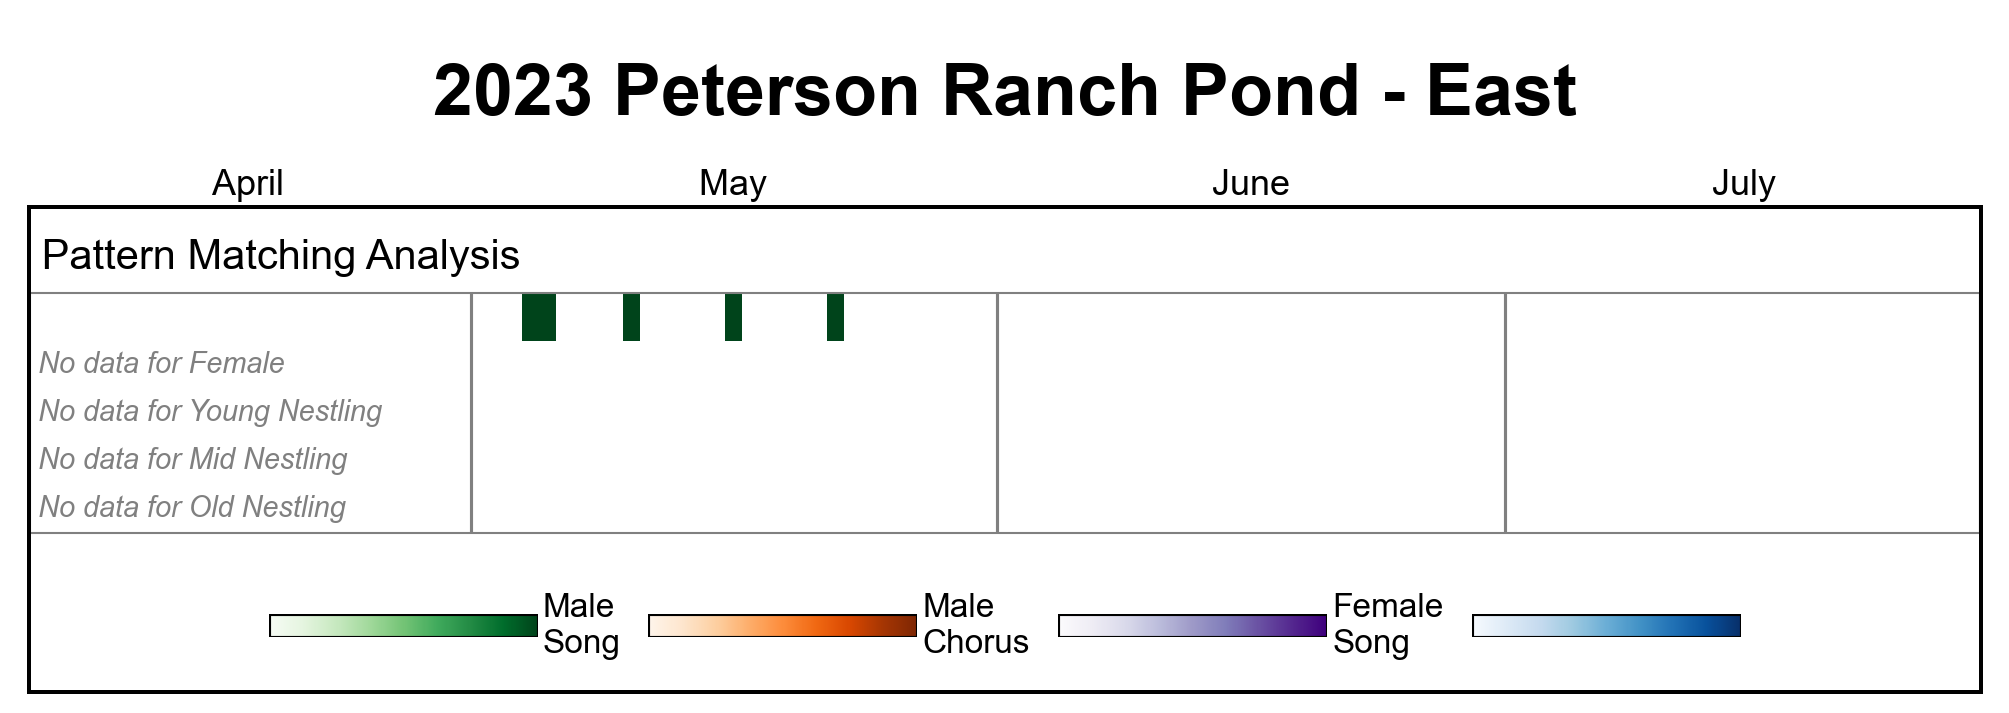 2023 Peterson Ranch Pond - East
April May June July
Pattern Matching Analysis
No data for Female
No data for Young Nestling
No data for Mid Nestling
No data for Old Nestling
Male
Song
Male
Chorus
Female
Song